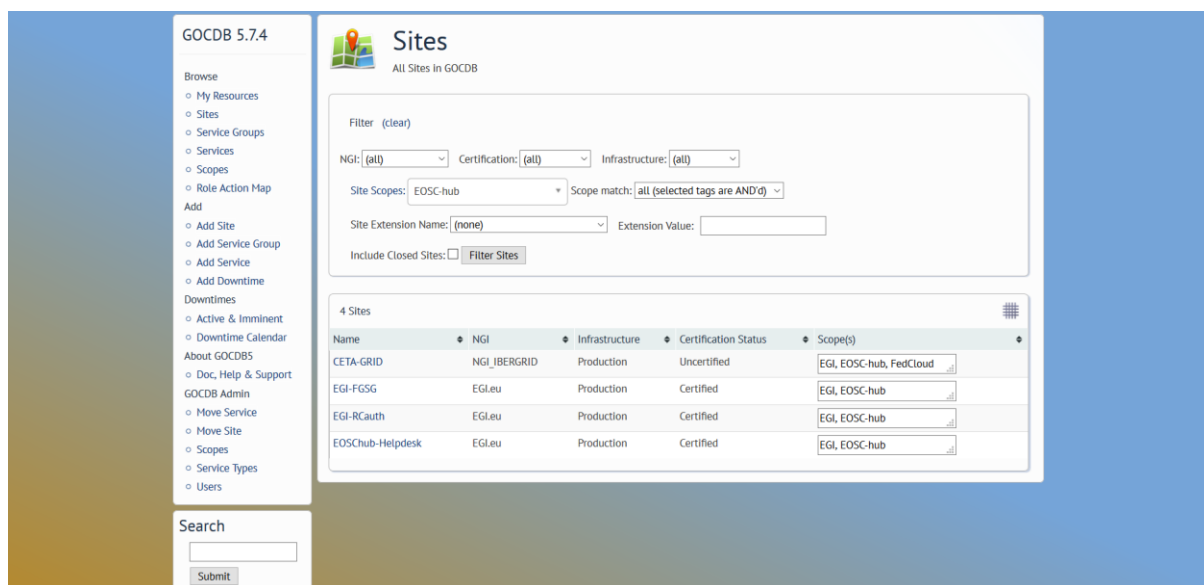 GOCDB 5.7.4
Browse
My Resources
Sites
Service Groups
Services
Scopes
Role Action Map
Add
Add Site
Add Service Group
Add Service
Add Downtime
Downtimes
Active & Imminent
Downtime Calendar
About GOCDB5
Doc, Help & Support
GOCDB Admin
Move Service
Move Site
Scopes
Service Types
Users
Search
Submit
Sites
All Sites in GOCDB
Filter (clear)
NGI: (all) Certification: (all) Infrastructure: (all)
Site Scopes: EOSC-hub Scope match: all (selected tags are AND'd)
Site Extension Name: (none) Extension Value:
Include Closed Sites: Filter Sites
4 Sites
Name NGI Infrastructure Certification Status Scope(s)
CETA-GRID NGI_IBERGRID Production Uncertified EGI, EOSC-hub, FedCloud
EGI-FGSG EGI.eu Production Certified EGI, EOSC-hub
EGI-RCauth EGI.eu Production Certified EGI, EOSC-hub
EOSChub-Helpdesk EGI.eu Production Certified EGI, EOSC-hub